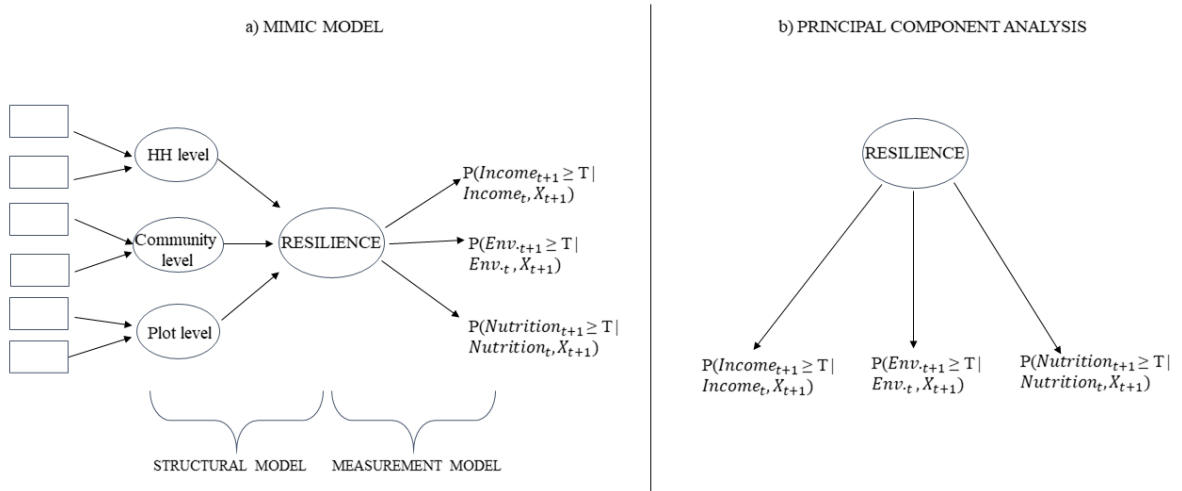 a) MIMIC MODEL
HH level
Community
level
Plot level
RESILIENCE
P(Income_{t+1} ≥ T|
Income_t, X_{t+1})
P(Env._{t+1} ≥ T|
Env._t, X_{t+1})
P(Nutrition_{t+1} ≥ T|
Nutrition_t, X_{t+1})
STRUCTURAL MODEL
MEASUREMENT MODEL
b) PRINCIPAL COMPONENT ANALYSIS
RESILIENCE
P(Income_{t+1} ≥ T|
Income_t, X_{t+1})
P(Env._{t+1} ≥ T|
Env._t, X_{t+1})
P(Nutrition_{t+1} ≥ T|
Nutrition_t, X_{t+1})